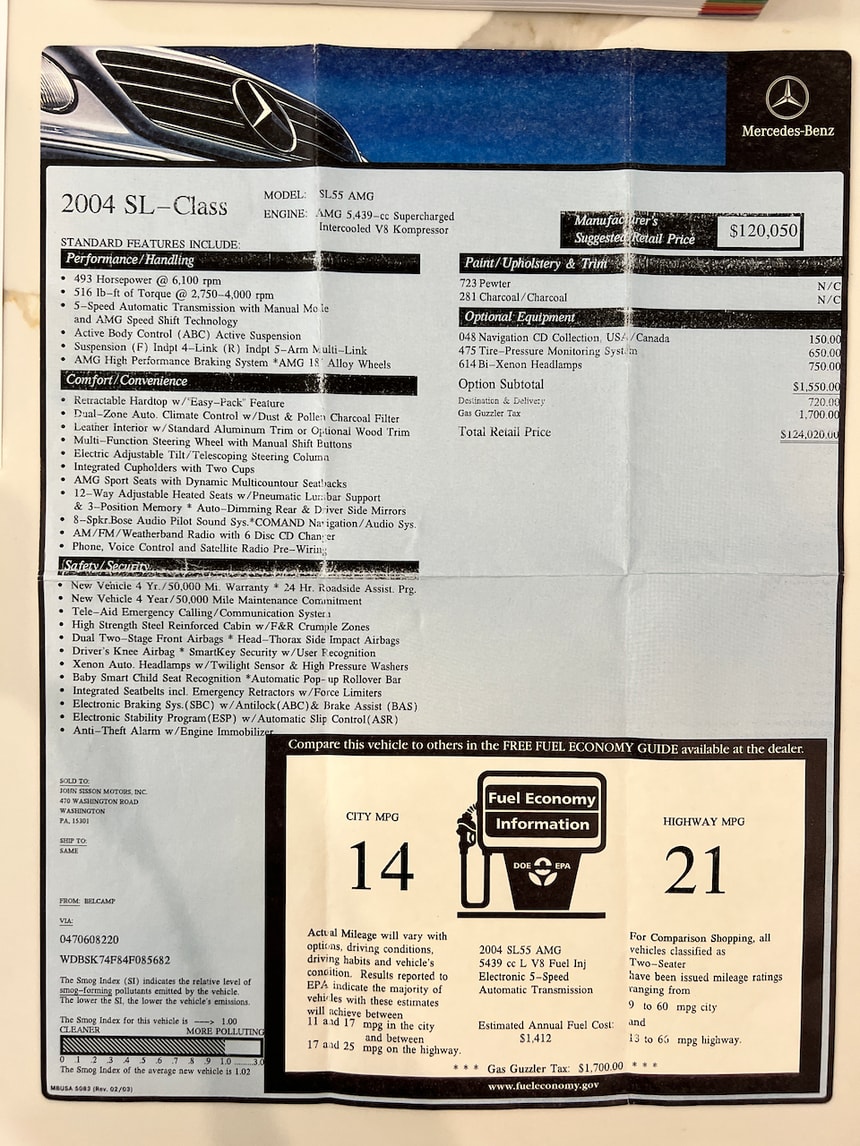 Mercedes-Benz
2004 SL-Class
MODEL: SL55 AMG
ENGINE: AMG 5,439-cc Supercharged
Intercooled V8 Kompressor
Manufacturer's
Suggested Retail Price
$120,050
STANDARD FEATURES INCLUDE:
Performance/Handling
• 493 Horsepower @ 6,100 rpm
• 516 lb-ft of Torque @ 2,750-4,000 rpm
• 5-Speed Automatic Transmission with Manual Mode
and AMG Speed Shift Technology
• Active Body Control (ABC) Active Suspension
• Suspension (F) Indpt 4-Link (R) Indpt 5-Arm Multi-Link
• AMG High Performance Braking System *AMG 18" Alloy Wheels
Comfort/Convenience
• Retractable Hardtop w/"Easy-Pack" Feature
• Dual-Zone Auto. Climate Control w/Dust & Pollen Charcoal Filter
• Leather Interior w/Standard Aluminum Trim or Optional Wood Trim
• Multi-Function Steering Wheel with Manual Shift Buttons
• Electric Adjustable Tilt/Telescoping Steering Column
• Integrated Cupholders with Two Cups
• AMG Sport Seats with Dynamic Multicontour Seatbacks
• 12-Way Adjustable Heated Seats w/Pneumatic Lumbar Support
& 3-Position Memory * Auto-Dimming Rear & Driver Side Mirrors
• 8-Spkr.Bose Audio Pilot Sound Sys.*COMAND Navigation/Audio Sys.
• AM/FM/Weatherband Radio with 6 Disc CD Changer
• Phone, Voice Control and Satellite Radio Pre-Wiring
Safety/Security
• New Vehicle 4 Yr./50,000 Mi. Warranty * 24 Hr. Roadside Assist. Prg.
• New Vehicle 4 Year/50,000 Mile Maintenance Commitment
• Tele-Aid Emergency Calling/Communication System
• High Strength Steel Reinforced Cabin w/F&R Crumple Zones
• Dual Two-Stage Front Airbags * Head-Thorax Side Impact Airbags
• Driver's Knee Airbag * SmartKey Security w/User Recognition
• Xenon Auto. Headlamps w/Twilight Sensor & High Pressure Washers
• Baby Smart Child Seat Recognition *Automatic Pop-up Rollover Bar
• Integrated Seatbelts incl. Emergency Retractors w/Force Limiters
• Electronic Braking Sys.(SBC) w/Antilock(ABC)& Brake Assist (BAS)
• Electronic Stability Program(ESP) w/Automatic Slip Control(ASR)
• Anti-Theft Alarm w/Engine Immobilizer
Paint/Upholstery & Trim
723 Pewter N/C
281 Charcoal/Charcoal N/C
Optional Equipment
048 Navigation CD Collection, USA/Canada 150.00
475 Tire-Pressure Monitoring System 650.00
614 Bi-Xenon Headlamps 750.00
Option Subtotal $1,550.00
Destination & Delivery 720.00
Gas Guzzler Tax 1,700.00
Total Retail Price $124,020.00
SOLD TO:
JOHN SISSON MOTORS, INC.
470 WASHINGTON ROAD
WASHINGTON
PA, 15301
SHIP TO:
SAME
FROM: BELCAMP
VIA:
0470608220
WDBSK74F84F085682
The Smog Index (SI) indicates the relative level of
smog-forming pollutants emitted by the vehicle.
The lower the SI, the lower the vehicle's emissions.
The Smog Index for this vehicle is ---> 1.00
CLEANER MORE POLLUTING
0 .1 .2 .3 .4 .5 .6 .7 .8 .9 1.0 ........3.0
The Smog Index of the average new vehicle is 1.02
MBUSA 5083 (Rev. 02/03)
Compare this vehicle to others in the FREE FUEL ECONOMY GUIDE available at the dealer.
CITY MPG
14
Fuel Economy
Information
DOE EPA
HIGHWAY MPG
21
Actual Mileage will vary with
options, driving conditions,
driving habits and vehicle's
condition. Results reported to
EPA indicate the majority of
vehicles with these estimates
will achieve between
11 and 17 mpg in the city
and between
17 and 25 mpg on the highway.
2004 SL55 AMG
5439 cc L V8 Fuel Inj
Electronic 5-Speed
Automatic Transmission
Estimated Annual Fuel Cost:
$1,412
For Comparison Shopping, all
vehicles classified as
Two-Seater
have been issued mileage ratings
ranging from
9 to 60 mpg city
and
13 to 66 mpg highway.
* * * Gas Guzzler Tax: $1,700.00 * * *
www.fueleconomy.gov